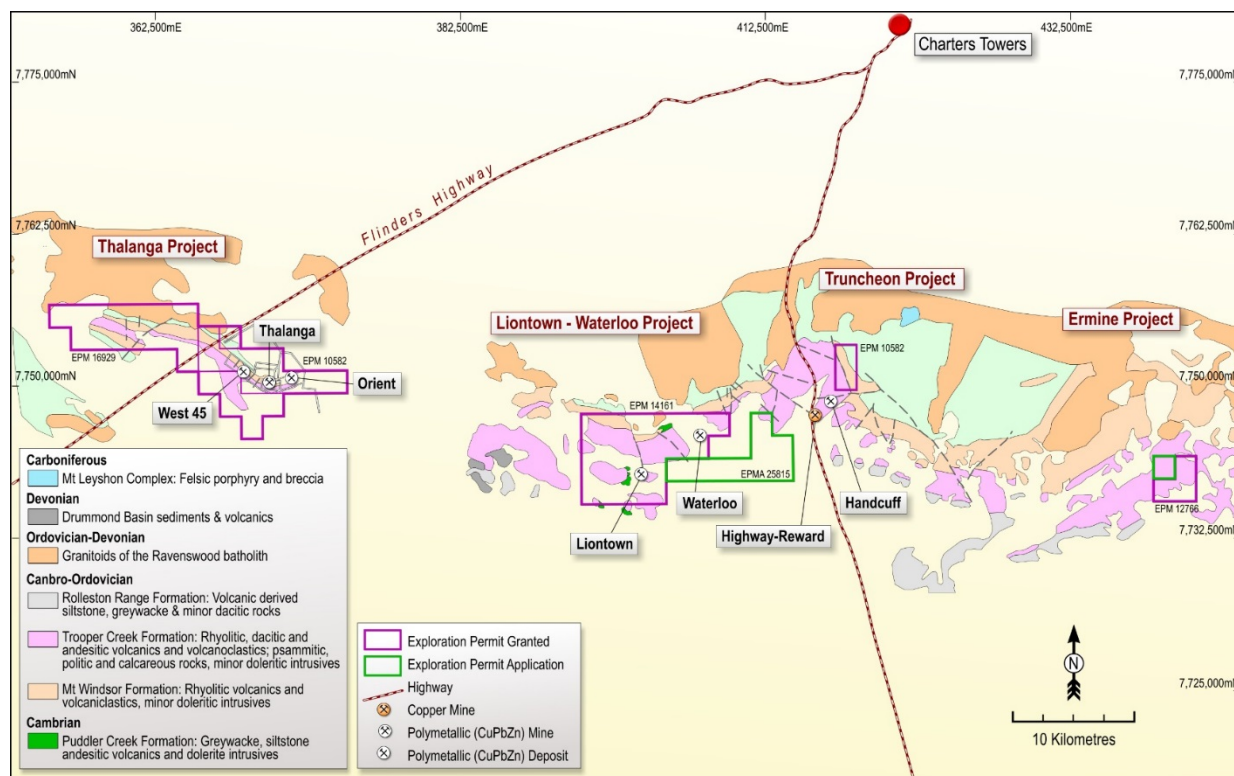 362,500mE
382,500mE
412,500mE
432,500mE
Charters Towers
7,775,000mN
7,775,000mN
Flinders Highway
7,762,500mN
7,762,500mN
Thalanga Project
Truncheon Project
Liontown - Waterloo Project
Ermine Project
Thalanga
EPM 16929
EPM 10582
EPM 10582
7,750,000mN
7,750,000mN
Orient
West 45
EPM 14161
EPMA 25815
Waterloo
Handcuff
Liontown
Highway-Reward
EPM 12766
7,732,500mN
7,725,000mN
Carboniferous
Mt Leyshon Complex: Felsic porphyry and breccia
Devonian
Drummond Basin sediments & volcanics
Ordovician-Devonian
Granitoids of the Ravenswood batholith
Canbro-Ordovician
Rolleston Range Formation: Volcanic derived
siltstone, greywacke & minor dacitic rocks
Trooper Creek Formation: Rhyolitic, dacitic and
andesitic volcanics and volcanoclastics; psammitic,
politic and calcareous rocks, minor doleritic intrusives
Mt Windsor Formation: Rhyolitic volcanics and
volcaniclastics, minor doleritic intrusives
Cambrian
Puddler Creek Formation: Greywacke, siltstone
andesitic volcanics and dolerite intrusives
Exploration Permit Granted
Exploration Permit Application
Highway
Copper Mine
Polymetallic (CuPbZn) Mine
Polymetallic (CuPbZn) Deposit
N
10 Kilometres